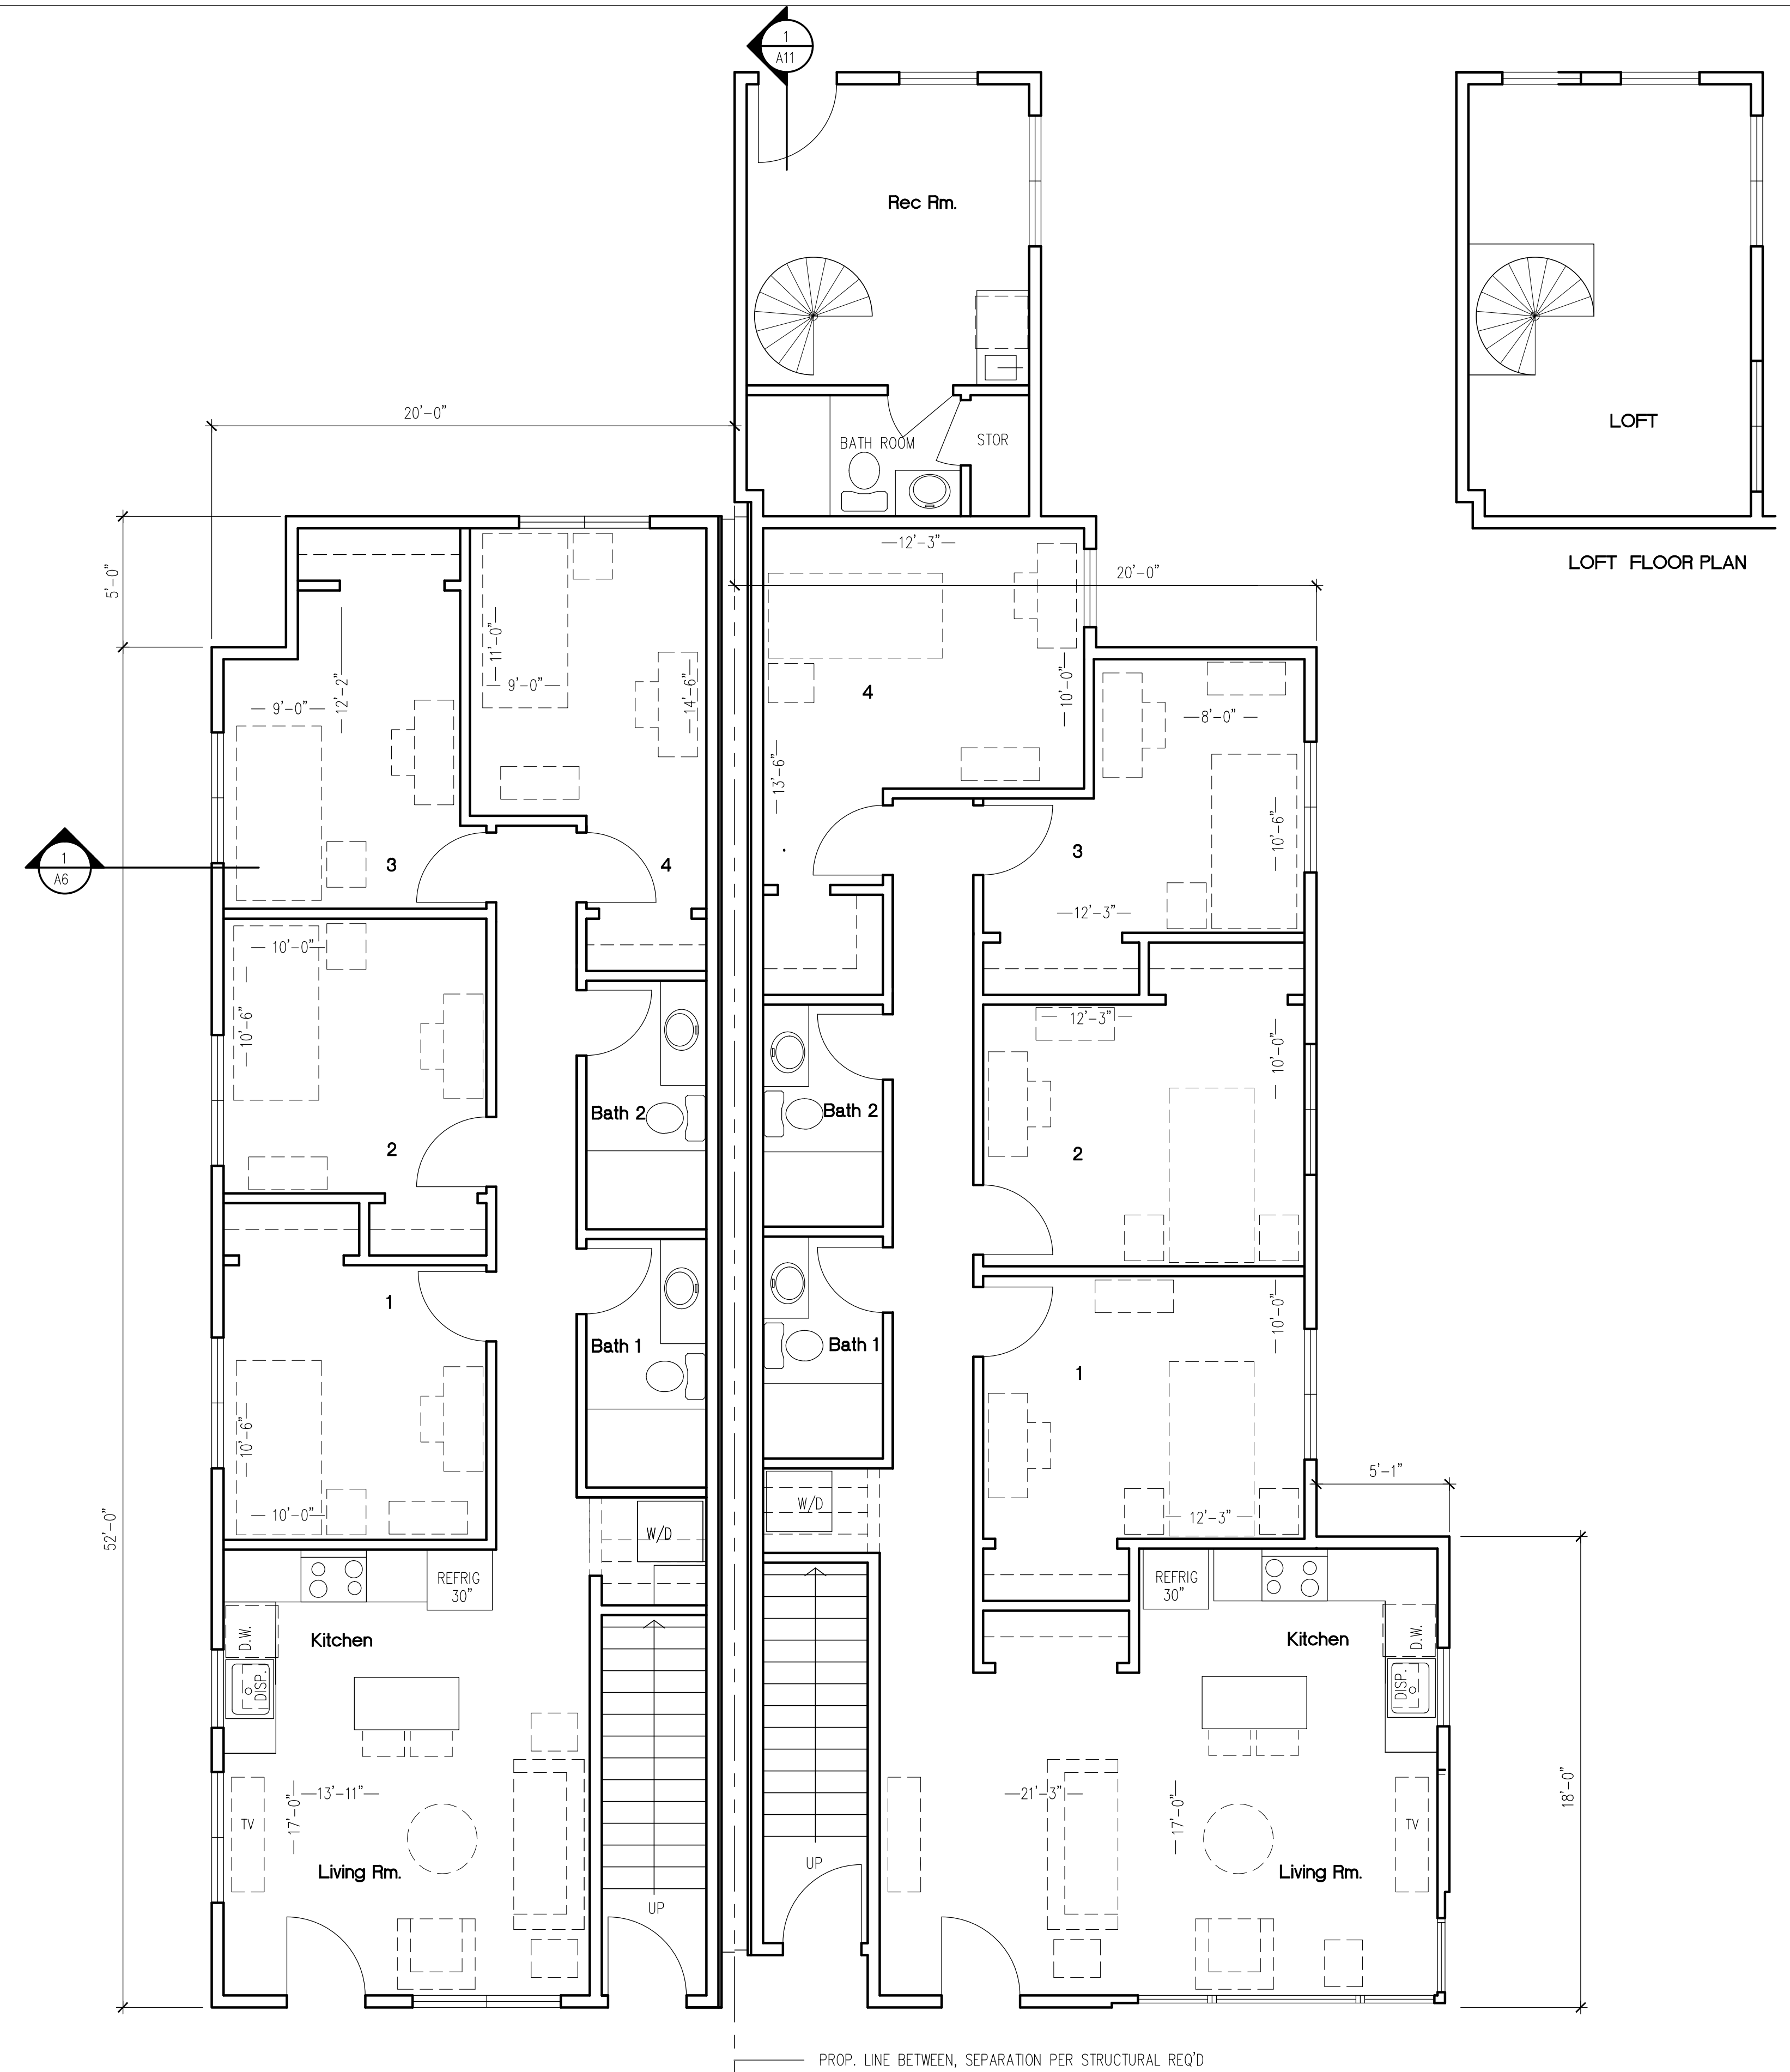 1
A11
Rec Rm.
20'-0"
LOFT
BATH ROOM
STOR
12'-3"
LOFT FLOOR PLAN
20'-0"
5'-0"
11'-0"
9'-0"
14'-6"
9'-0"
12'-2"
4
10'-0"
8'-0"
13'-6"
10'-6"
1
A6
3
4
3
12'-3"
10'-0"
10'-6"
12'-3"
10'-0"
Bath 2
Bath 2
2
2
1
10'-0"
Bath 1
Bath 1
1
10'-6"
10'-0"
12'-3"
5'-1"
W/D
W/D
52'-0"
REFRIG
30"
REFRIG
30"
Kitchen
D.W.
DISP.
Kitchen
D.W.
DISP.
13'-11"
17'-0"
TV
21'-3"
17'-0"
TV
18'-0"
Living Rm.
UP
UP
Living Rm.
PROP. LINE BETWEEN, SEPARATION PER STRUCTURAL REQ'D